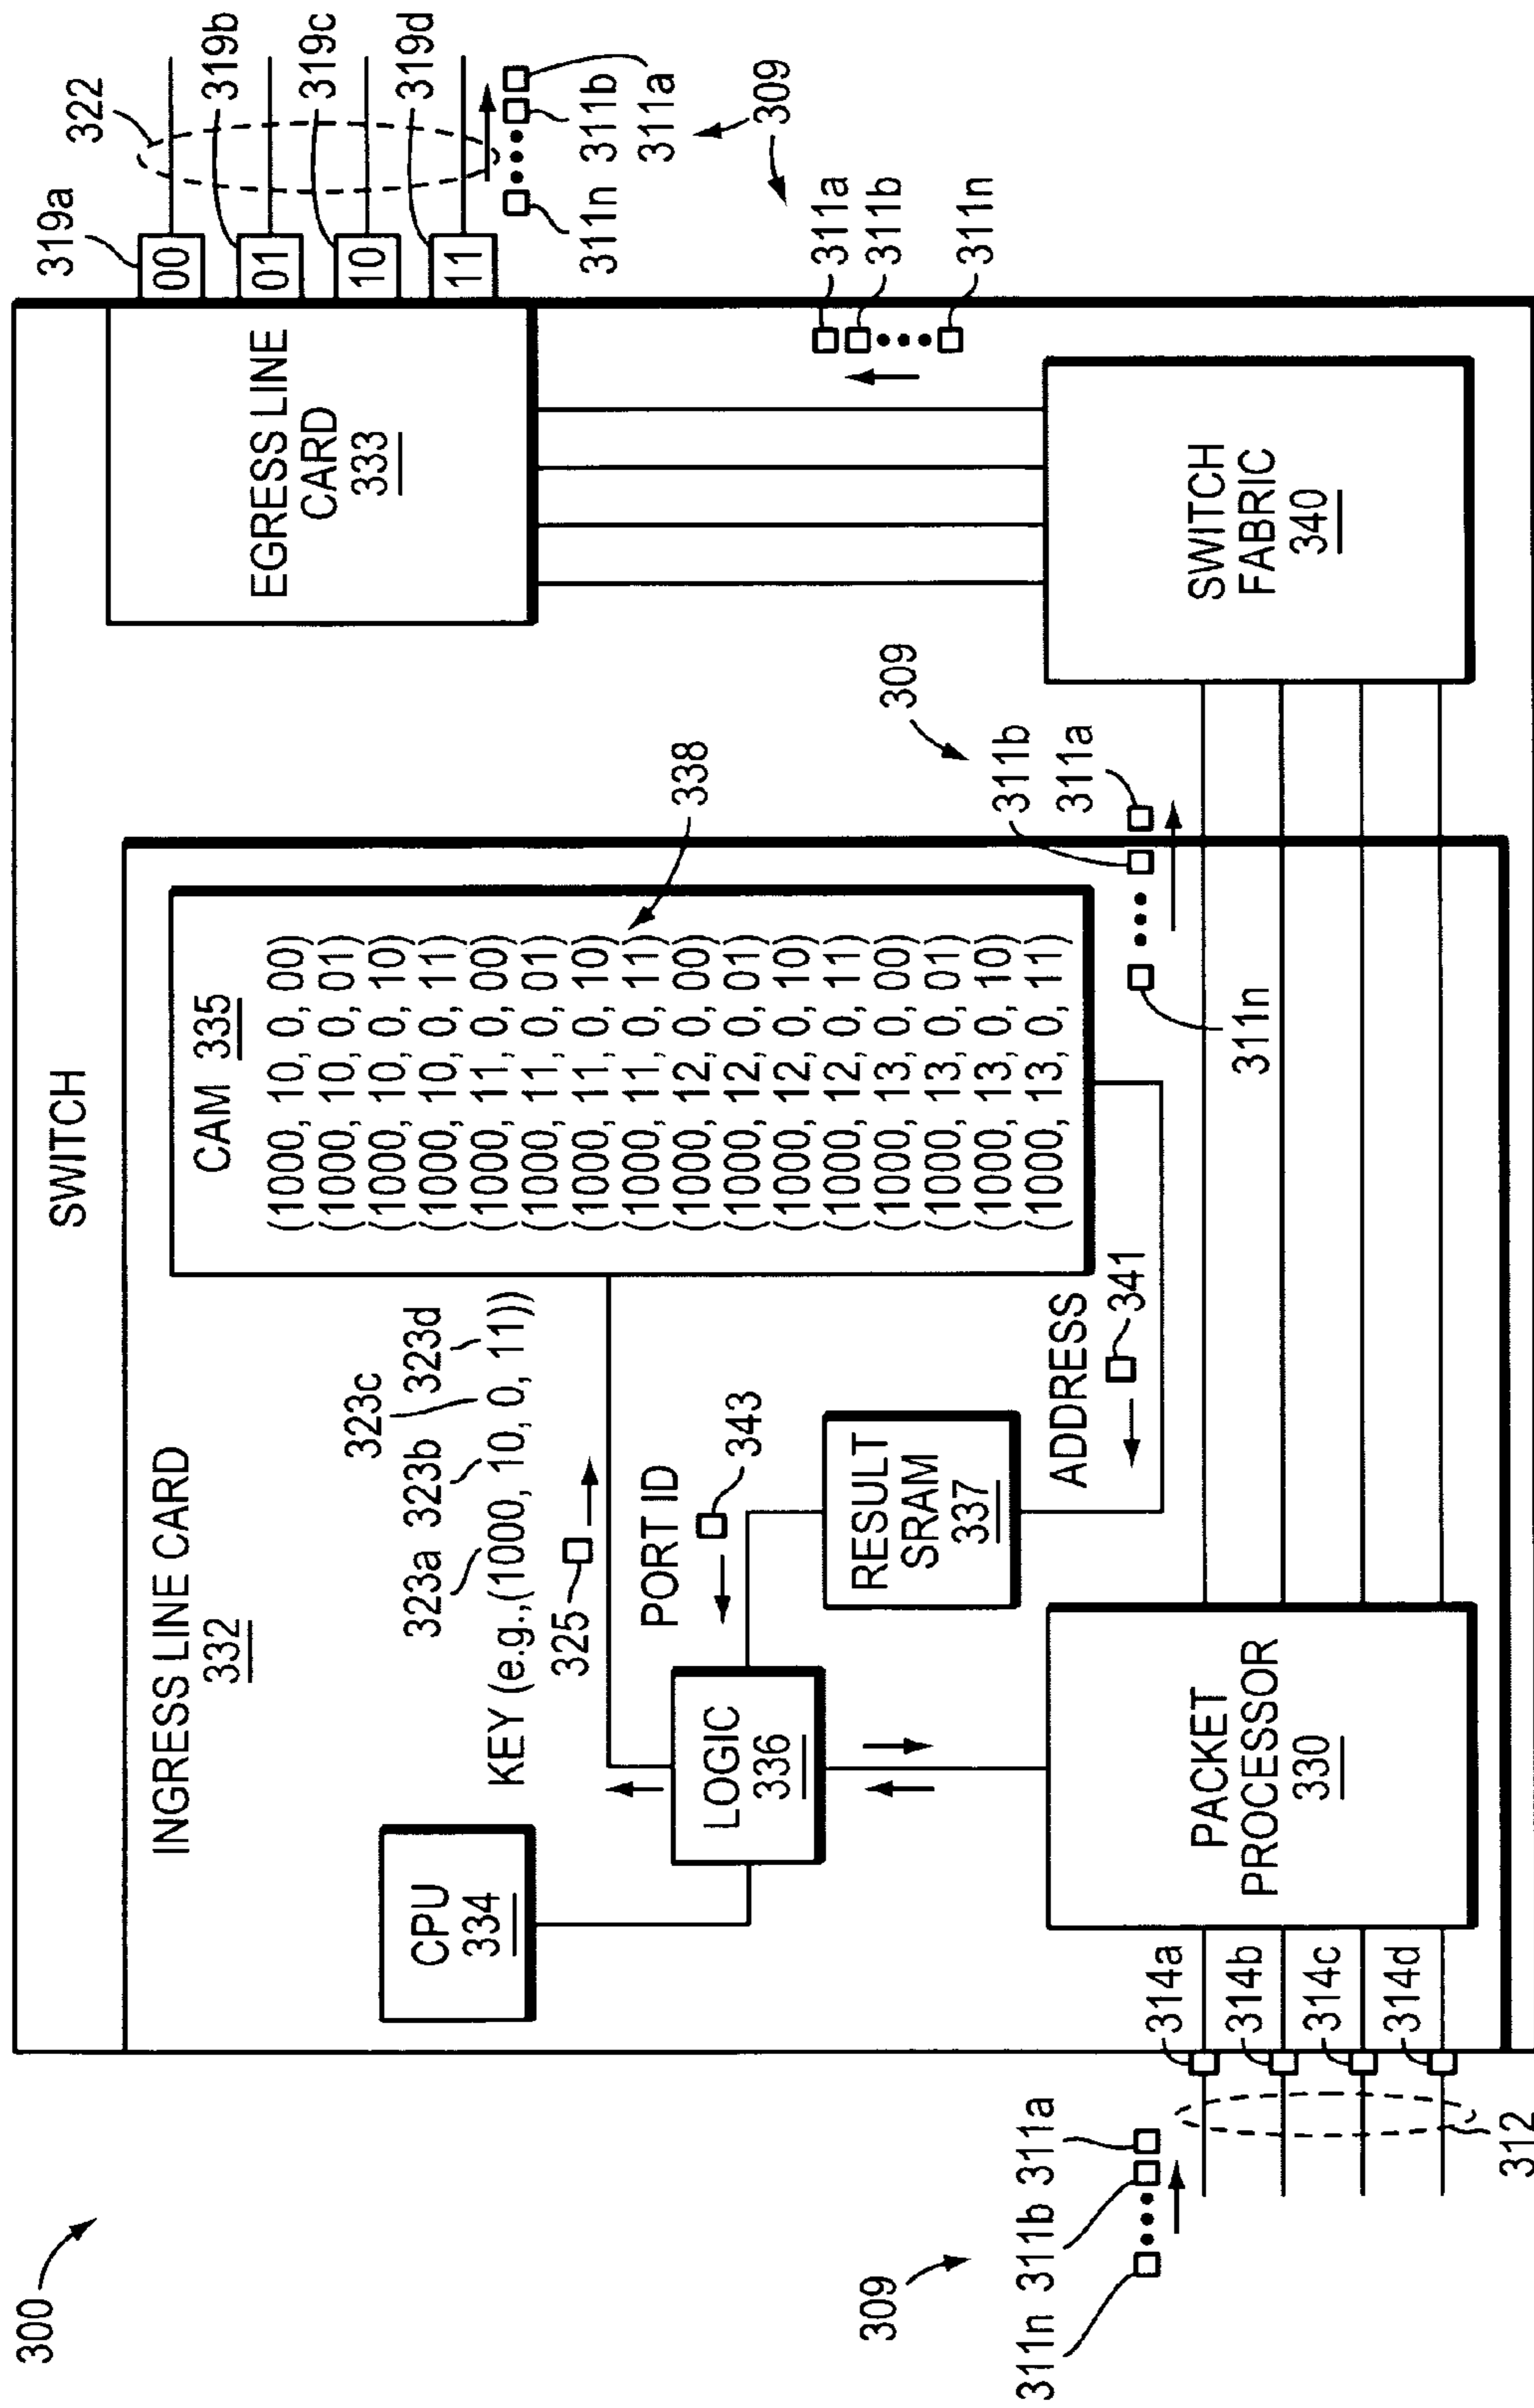 300
SWITCH
INGRESS LINE CARD
332
CPU
334
KEY (e.g.,(1000, 10, 0, 11))
323a 323b 323d
323c
325
PORT ID
343
LOGIC
336
RESULT
SRAM
337
ADDRESS
341
CAM 335
(1000, 10, 0, 00)
(1000, 10, 0, 01)
(1000, 10, 0, 10)
(1000, 10, 0, 11)
(1000, 11, 0, 00)
(1000, 11, 0, 01)
(1000, 11, 0, 10)
(1000, 11, 0, 11)
(1000, 12, 0, 00)
(1000, 12, 0, 01)
(1000, 12, 0, 10)
(1000, 12, 0, 11)
(1000, 13, 0, 00)
(1000, 13, 0, 01)
(1000, 13, 0, 10)
(1000, 13, 0, 11)
338
EGRESS LINE
CARD
333
319a
00
01
10
11
322
319b
319c
319d
311n 311b
311a
309
311a
311b
311n
309
311b
311a
311n
SWITCH
FABRIC
340
PACKET
PROCESSOR
330
314a
314b
314c
314d
309
311n 311b 311a
312